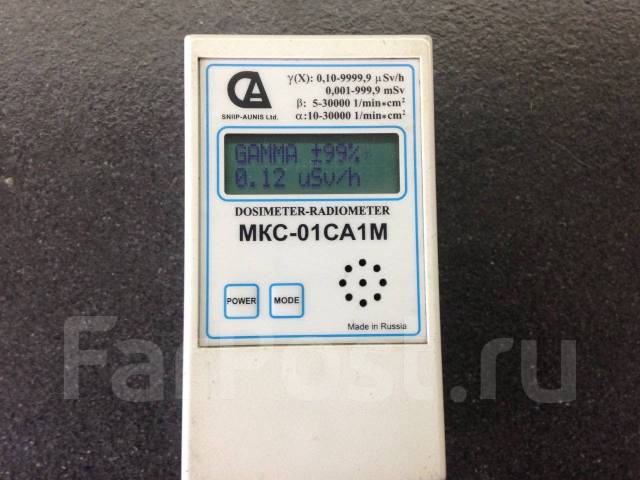 CA
SNIIP-AUNIS Ltd.
γ(X): 0,10-9999,9 μSv/h
0,001-999,9 mSv
β: 5-30000 1/min•cm²
α:10-30000 1/min•cm²
GAMMA ±99%
0.12 uSv/h
DOSIMETER-RADIOMETER
МКС-01СА1М
POWER
MODE
Made in Russia
FarPost.ru